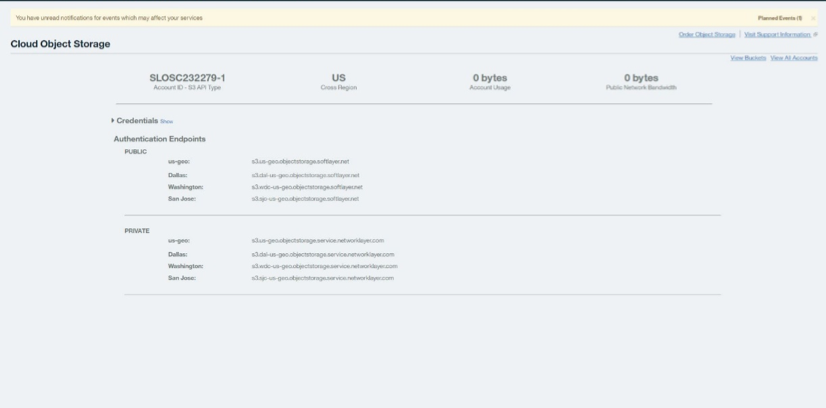 You have unread notifications for events which may affect your services
Planned Events (1) ×
Order Object Storage | Visit Support Information
Cloud Object Storage
View Buckets View All Accounts
SLOSC232279-1 US 0 bytes 0 bytes
Account ID - S3 API Type Cross Region Account Usage Public Network Bandwidth
Credentials Show
Authentication Endpoints
PUBLIC
us-geo: s3.us-geo.objectstorage.softlayer.net
Dallas: s3.dal-us-geo.objectstorage.softlayer.net
Washington: s3.wdc-us-geo.objectstorage.softlayer.net
San Jose: s3.sjc-us-geo.objectstorage.softlayer.net
PRIVATE
us-geo: s3.us-geo.objectstorage.service.networklayer.com
Dallas: s3.dal-us-geo.objectstorage.service.networklayer.com
Washington: s3.wdc-us-geo.objectstorage.service.networklayer.com
San Jose: s3.sjc-us-geo.objectstorage.service.networklayer.com